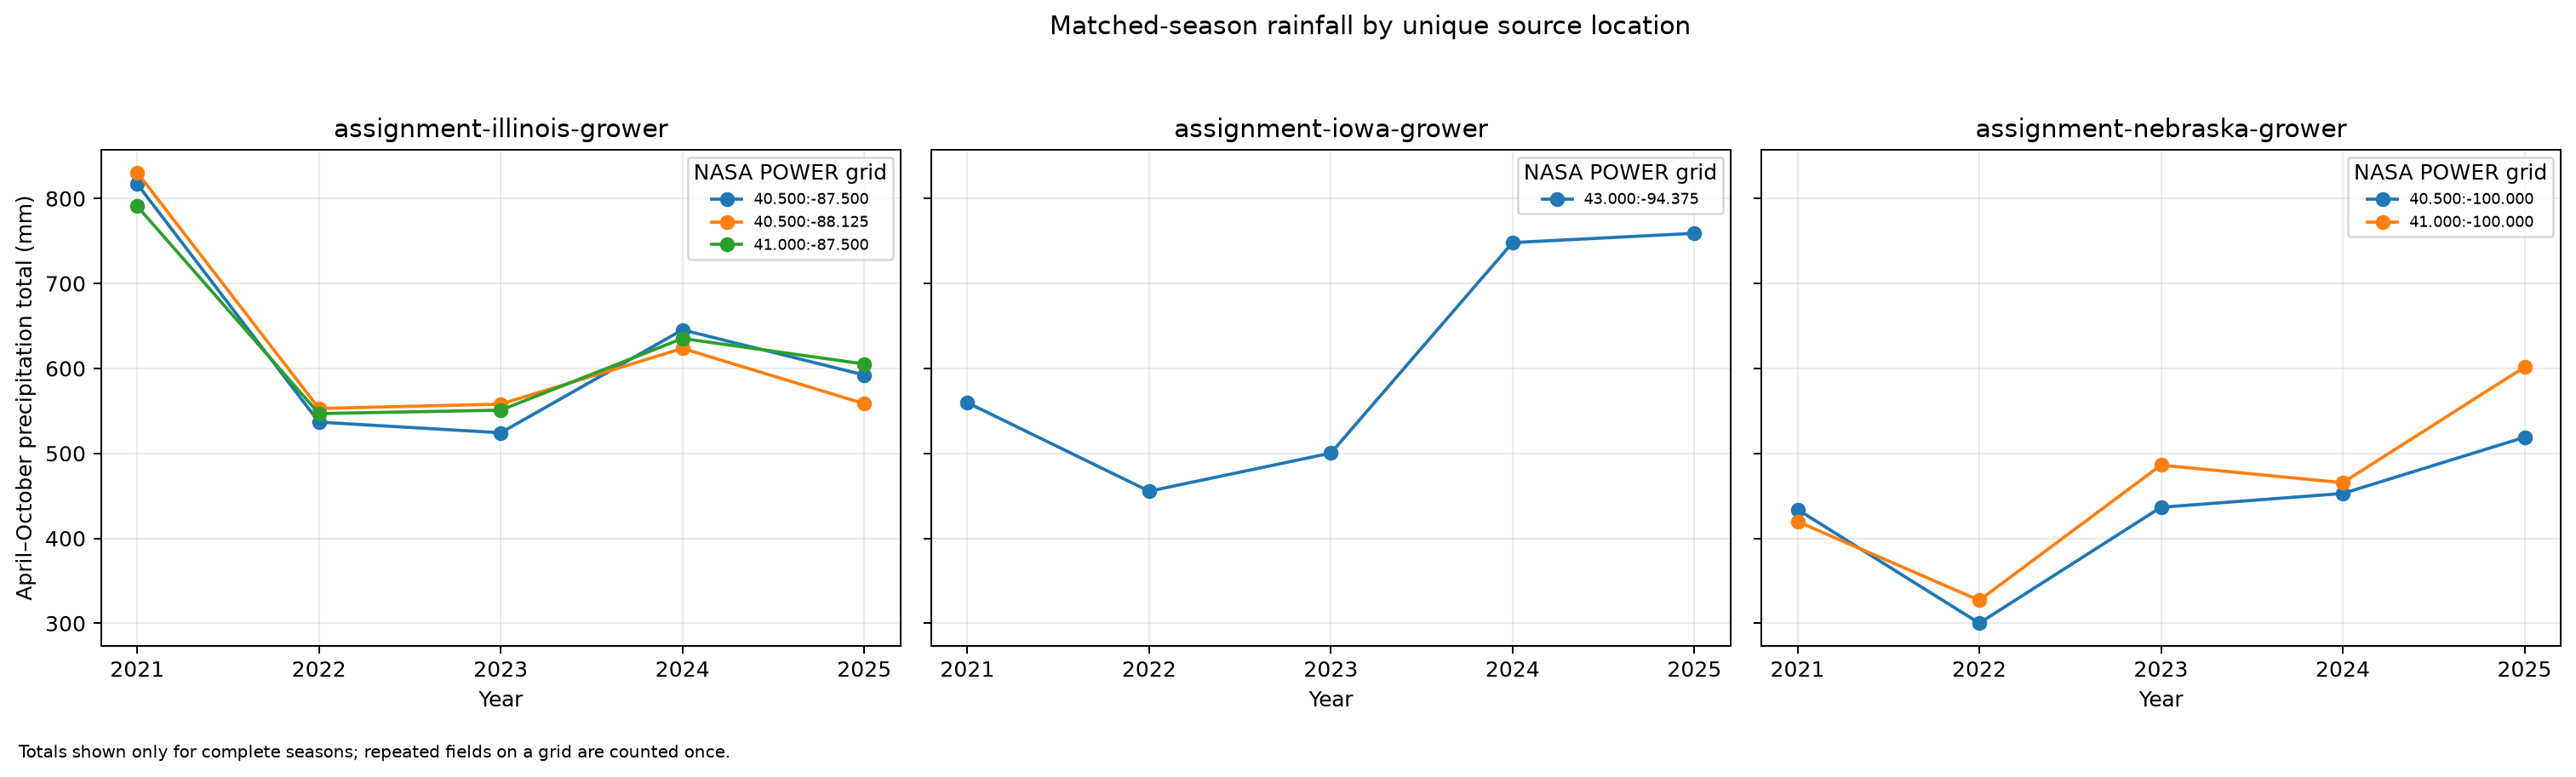 Matched-season rainfall by unique source location
assignment-illinois-grower
April–October precipitation total (mm)
800
700
600
500
400
300
NASA POWER grid
40.500:-87.500
40.500:-88.125
41.000:-87.500
2021 2022 2023 2024 2025
Year
assignment-iowa-grower
NASA POWER grid
43.000:-94.375
2021 2022 2023 2024 2025
Year
assignment-nebraska-grower
NASA POWER grid
40.500:-100.000
41.000:-100.000
2021 2022 2023 2024 2025
Year
Totals shown only for complete seasons; repeated fields on a grid are counted once.